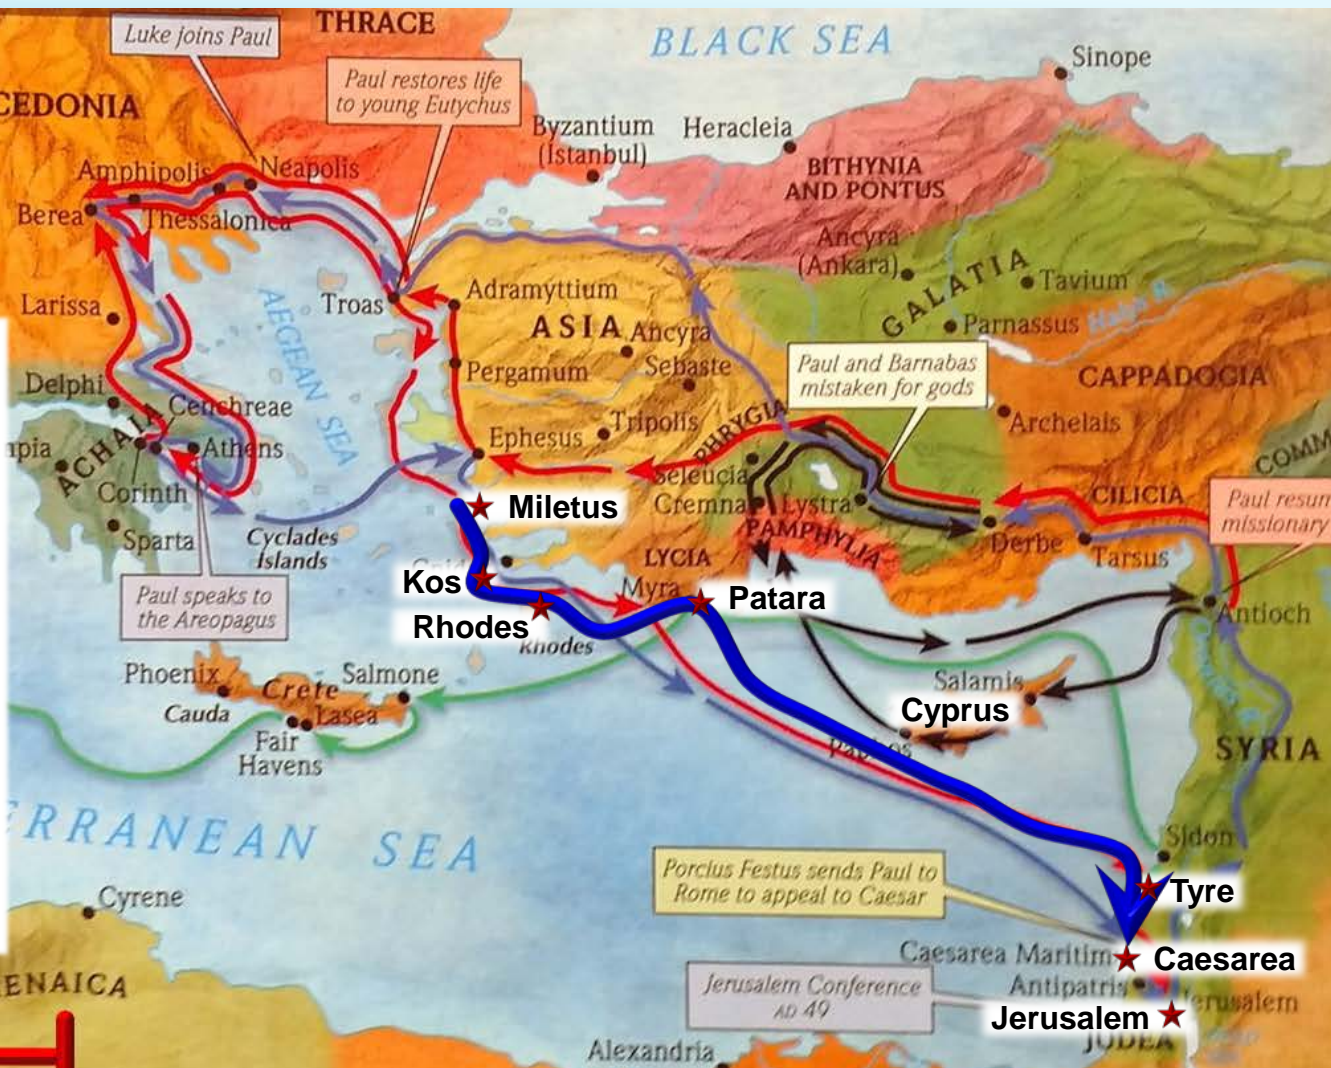 Luke joins Paul
THRACE
BLACK SEA
Sinope
Paul restores life
to young Eutychus
CEDONIA
Byzantium
(Istanbul)
Heracleia
BITHYNIA
AND PONTUS
Amphipolis
Neapolis
Berea
Thessalonica
Ancyra
(Ankara)
GALATIA
Tavium
Troas
Adramyttium
Larissa
AEGEAN SEA
ASIA
Ancyra
Parnassus
Halys R.
Pergamum
Sebaste
Paul and Barnabas
mistaken for gods
CAPPADOCIA
Delphi
Cenchreae
Tripolis
PHRYGIA
Archelais
ACHAIA
Athens
Ephesus
COMM
Corinth
Seleucia
Cremna
Lystra
CILICIA
Paul resum
missionary
Miletus
PAMPHYLIA
Sparta
Cyclades
Islands
LYCIA
Derbe
Tarsus
Kos
Myra
Patara
Paul speaks to
the Areopagus
Rhodes
Rhodes
Antioch
Phoenix
Crete
Salmone
Salamis
Cauda
Lasea
Cyprus
Fair
Havens
Paphos
SYRIA
ERRANEAN SEA
Sidon
Porcius Festus sends Paul to
Rome to appeal to Caesar
Tyre
Cyrene
Caesarea Maritim
Caesarea
ENAICA
Jerusalem Conference
AD 49
Antipatris
Jerusalem
Jerusalem
JUDEA
Alexandria